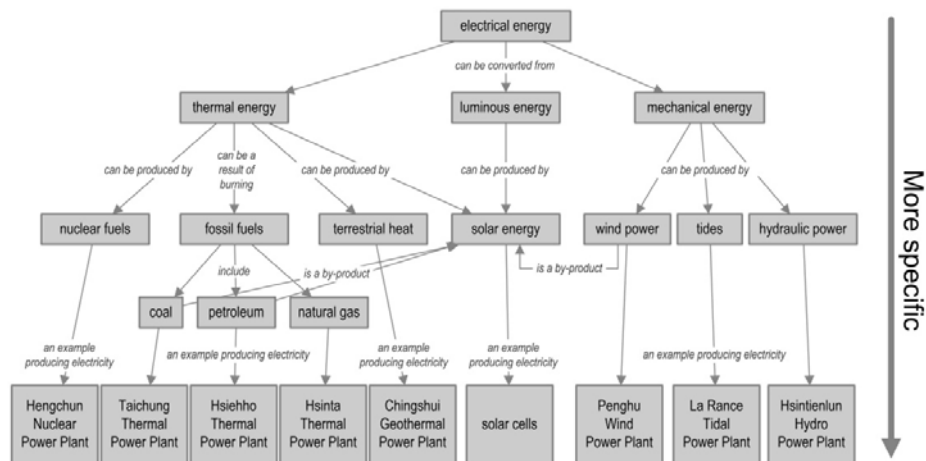 electrical energy
can be converted from
thermal energy
luminous energy
mechanical energy
can be produced by
can be a
result of
burning
can be produced by
can be produced by
can be produced by
nuclear fuels
fossil fuels
terrestrial heat
solar energy
wind power
tides
hydraulic power
include
is a by-product
is a by-product
coal
petroleum
natural gas
an example
producing electricity
an example producing electricity
an example
producing electricity
an example
producing electricity
an example producing electricity
Hengchun
Nuclear
Power Plant
Taichung
Thermal
Power Plant
Hsiehho
Thermal
Power Plant
Hsinta
Thermal
Power Plant
Chingshui
Geothermal
Power Plant
solar cells
Penghu
Wind
Power Plant
La Rance
Tidal
Power Plant
Hsintienlun
Hydro
Power Plant
More specific